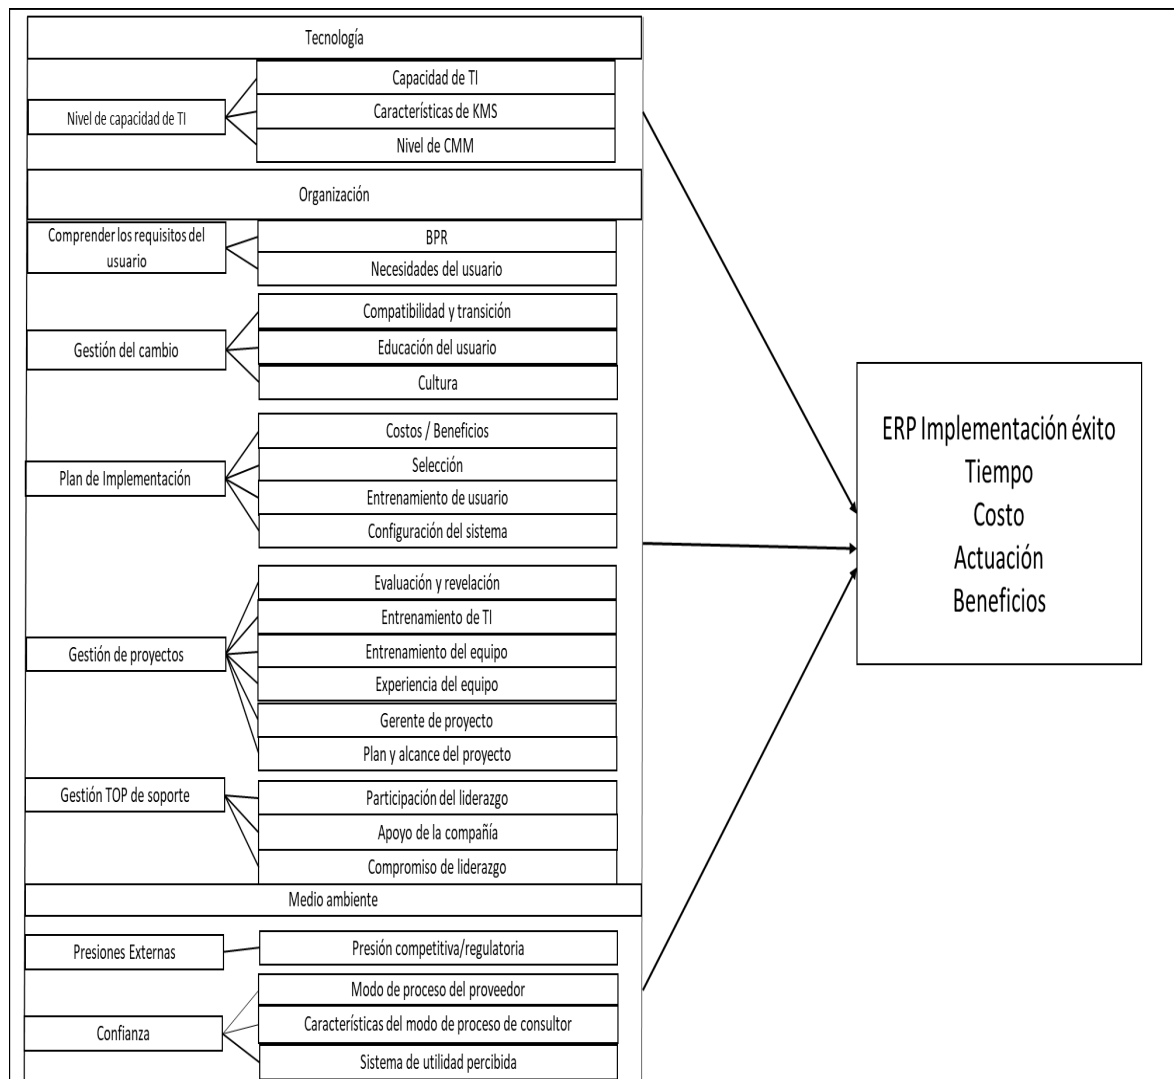 Tecnología
Nivel de capacidad de TI
Capacidad de TI
Características de KMS
Nivel de CMM
Organización
Comprender los requisitos del
usuario
BPR
Necesidades del usuario
Gestión del cambio
Compatibilidad y transición
Educación del usuario
Cultura
Plan de Implementación
Costos / Beneficios
Selección
Entrenamiento de usuario
Configuración del sistema
Gestión de proyectos
Evaluación y revelación
Entrenamiento de TI
Entrenamiento del equipo
Experiencia del equipo
Gerente de proyecto
Plan y alcance del proyecto
Gestión TOP de soporte
Participación del liderazgo
Apoyo de la compañía
Compromiso de liderazgo
Medio ambiente
Presiones Externas
Presión competitiva/regulatoria
Confianza
Modo de proceso del proveedor
Características del modo de proceso de consultor
Sistema de utilidad percibida
ERP Implementación éxito
Tiempo
Costo
Actuación
Beneficios